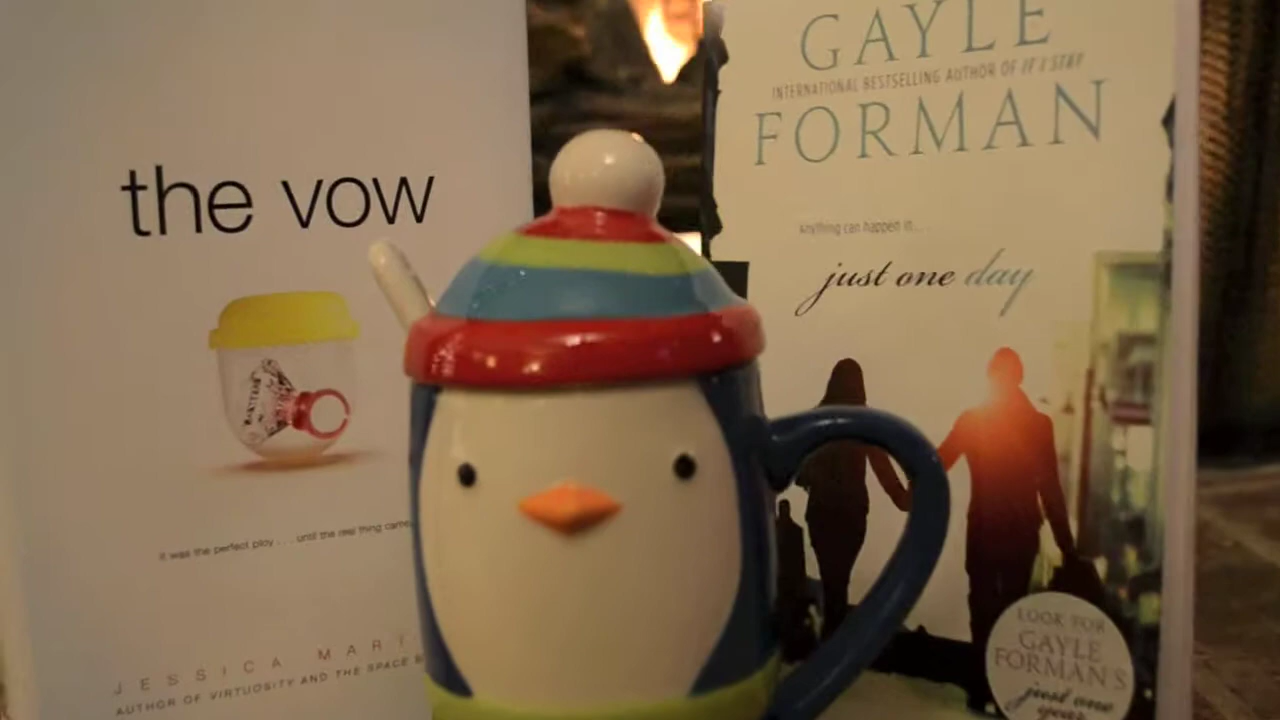 the vow
It was the perfect ploy . . . until the real thing came
JESSICA MART
AUTHOR OF VIRTUOSITY AND THE SPACE B
GAYLE
INTERNATIONAL BESTSELLING AUTHOR OF IF I STAY
FORMAN
Anything can happen in . . .
just one day
LOOK FOR
GAYLE
FORMAN'S
just one
year